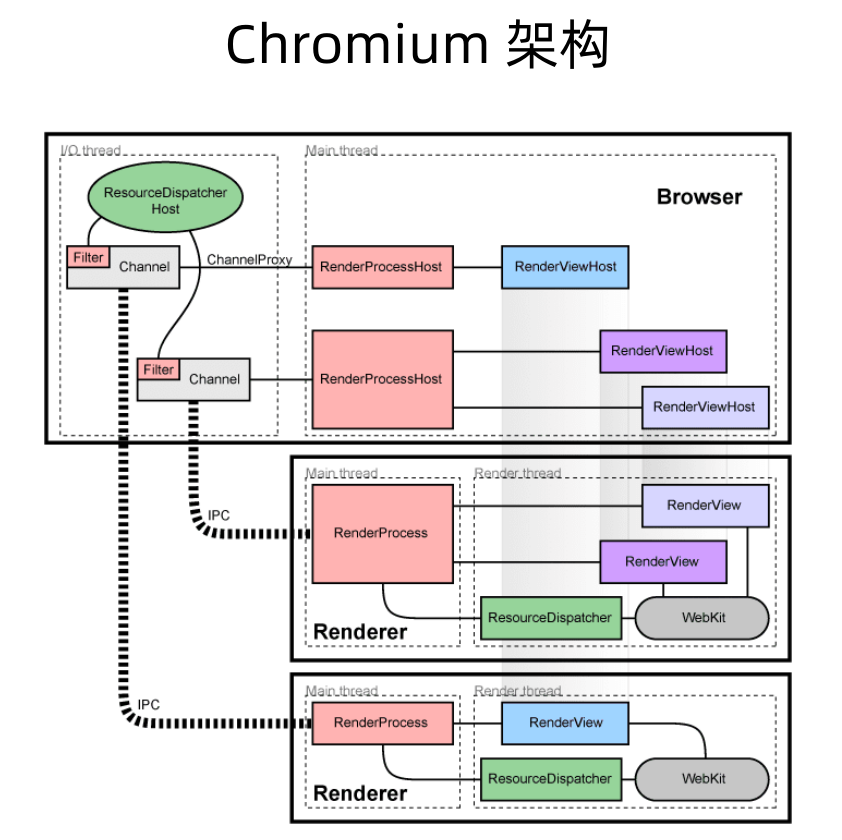 Chromium 架构
I/O thread
Main thread
ResourceDispatcher
Host
Browser
Filter
Channel
ChannelProxy
RenderProcessHost
RenderViewHost
Filter
Channel
RenderProcessHost
RenderViewHost
RenderViewHost
Main thread
Render thread
IPC
RenderProcess
RenderView
RenderView
Renderer
ResourceDispatcher
WebKit
Main thread
Render thread
IPC
RenderProcess
RenderView
Renderer
ResourceDispatcher
WebKit